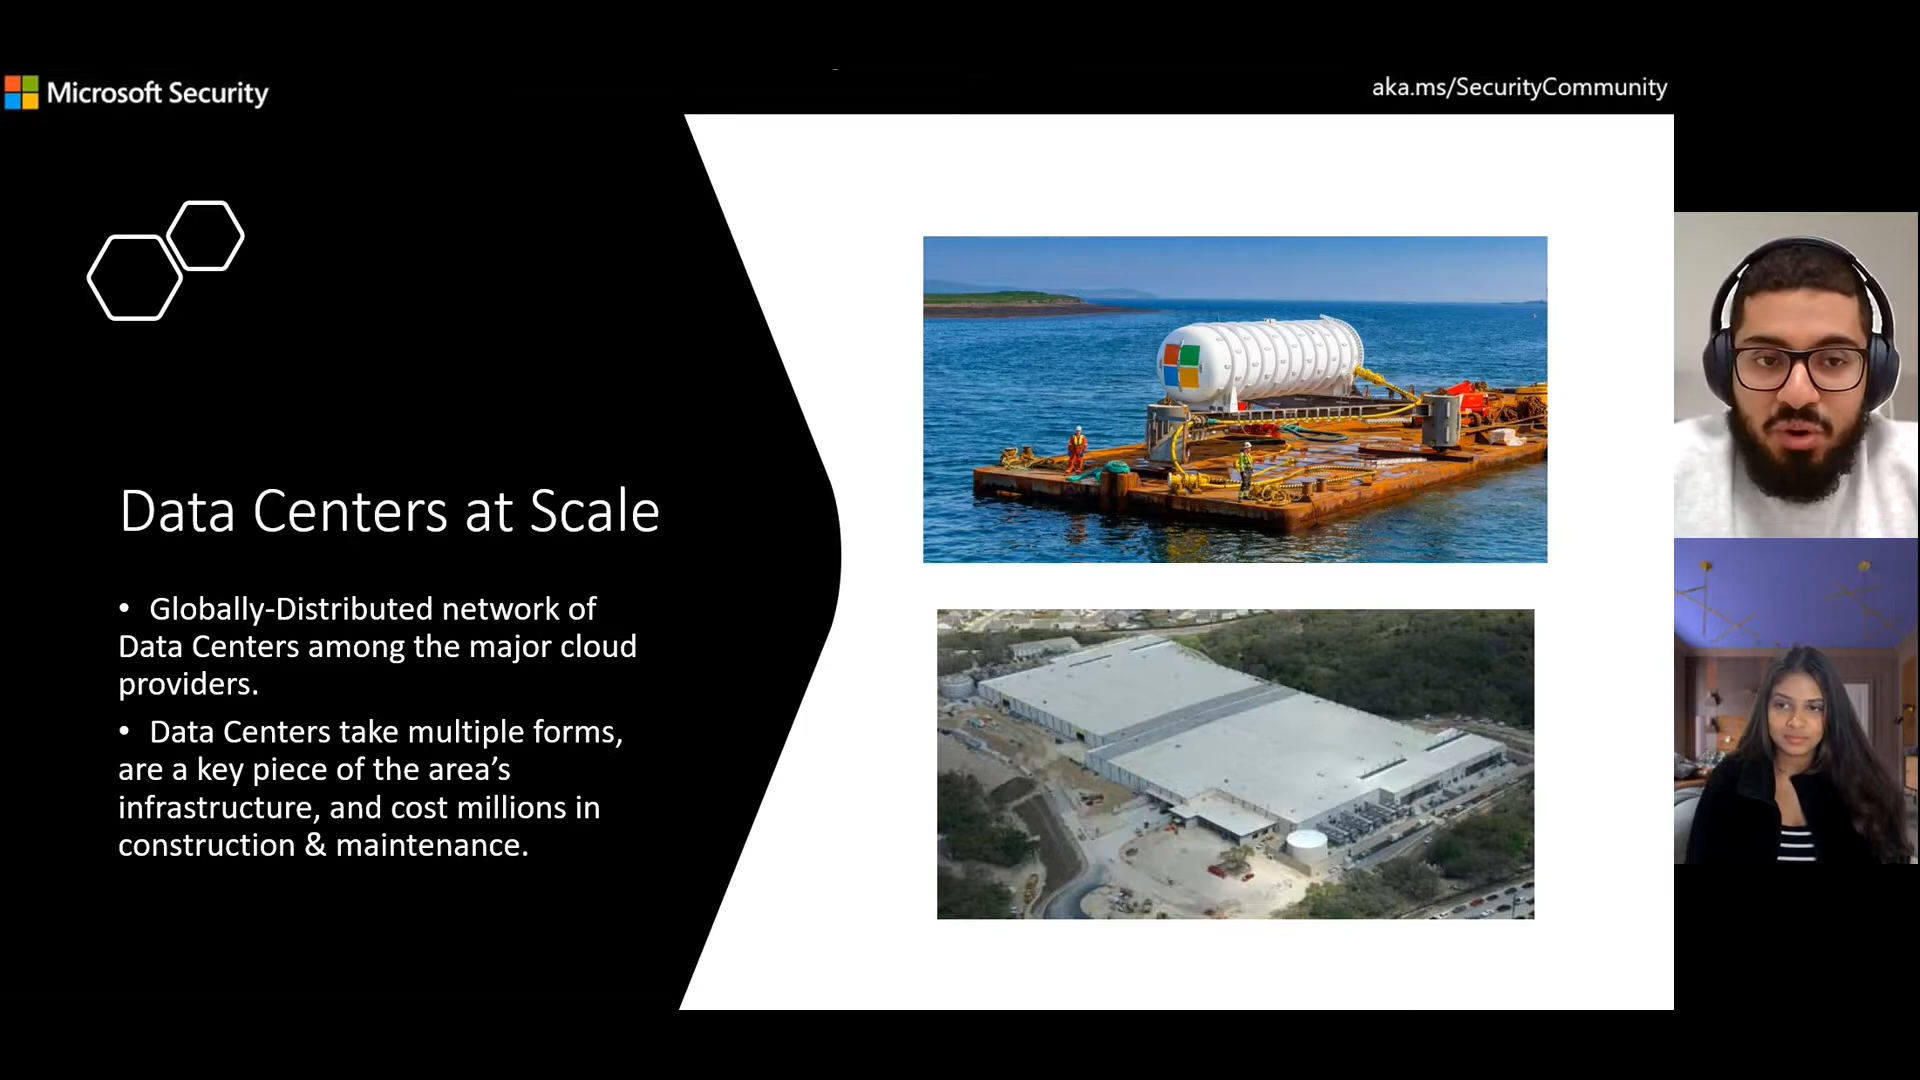 Microsoft Security
aka.ms/SecurityCommunity
Data Centers at Scale
• Globally-Distributed network of
Data Centers among the major cloud
providers.
• Data Centers take multiple forms,
are a key piece of the area’s
infrastructure, and cost millions in
construction & maintenance.